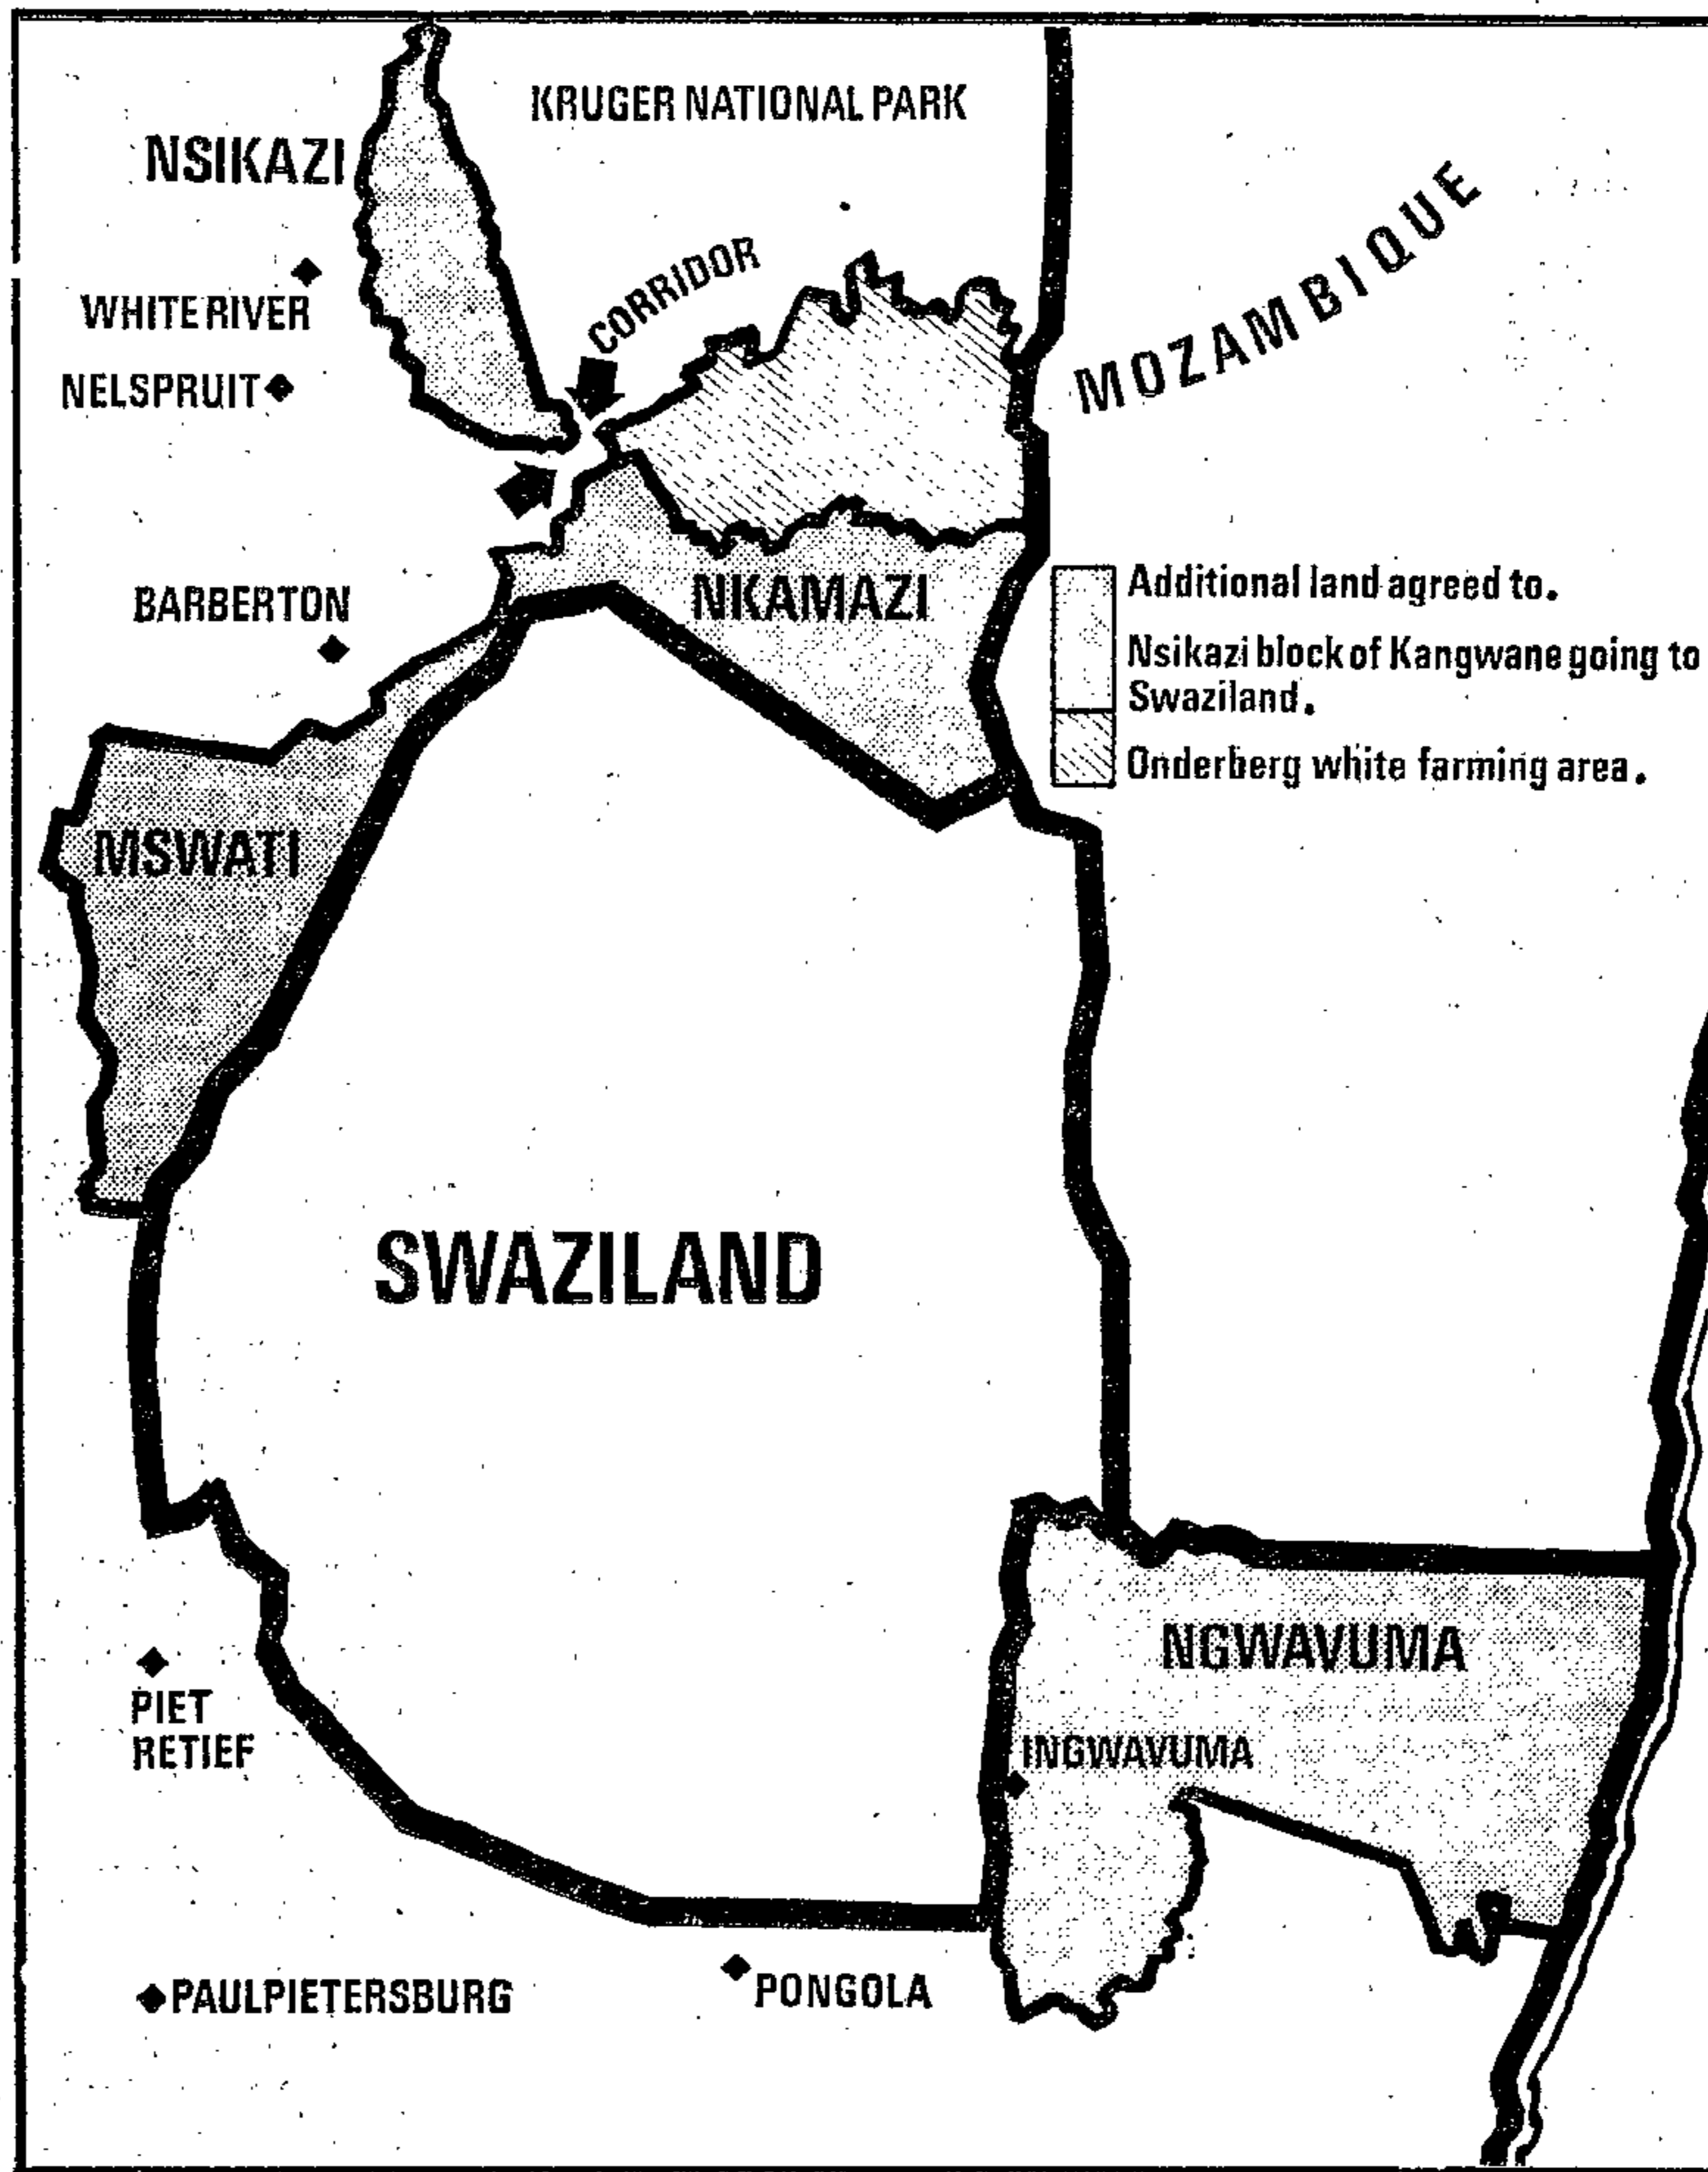 KRUGER NATIONAL PARK
NSIKAZI
MOZAMBIQUE
CORRIDOR
WHITE RIVER
NELSPRUIT
BARBERTON
NKAMAZI
Additional land agreed to.
Nsikazi block of Kangwane going to
Swaziland.
Onderberg white farming area.
MSWATI
SWAZILAND
NGWAVUMA
PIET
RETIEF
INGWAVUMA
PAULPIETERSBURG
PONGOLA